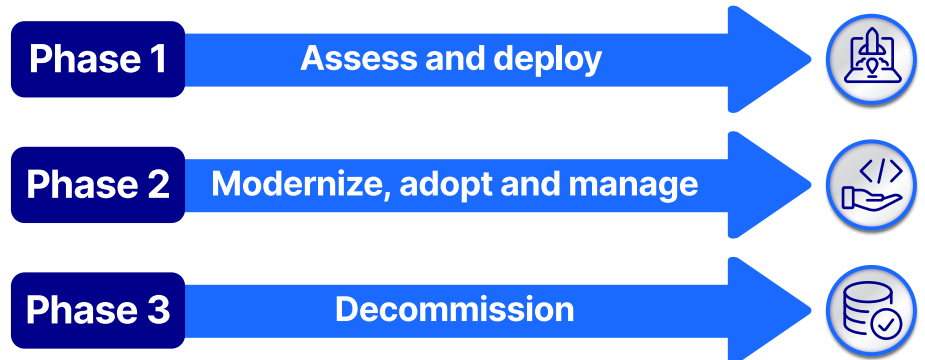 Phase 1
Assess and deploy
Phase 2
Modernize, adopt and manage
Phase 3
Decommission